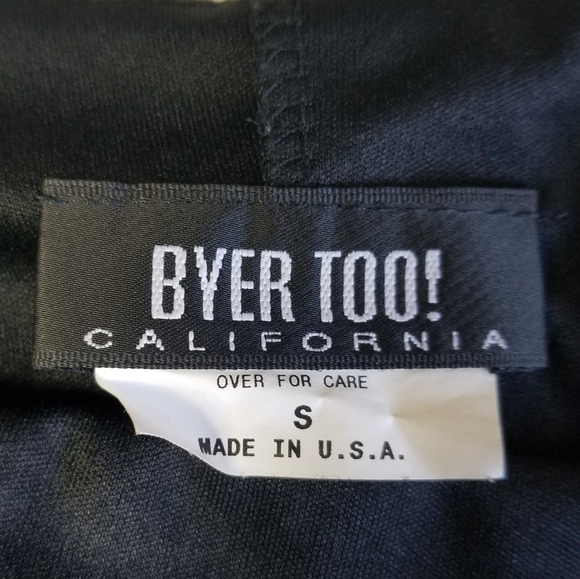 BYER TOO!
CALIFORNIA
OVER FOR CARE
S
MADE IN U.S.A.